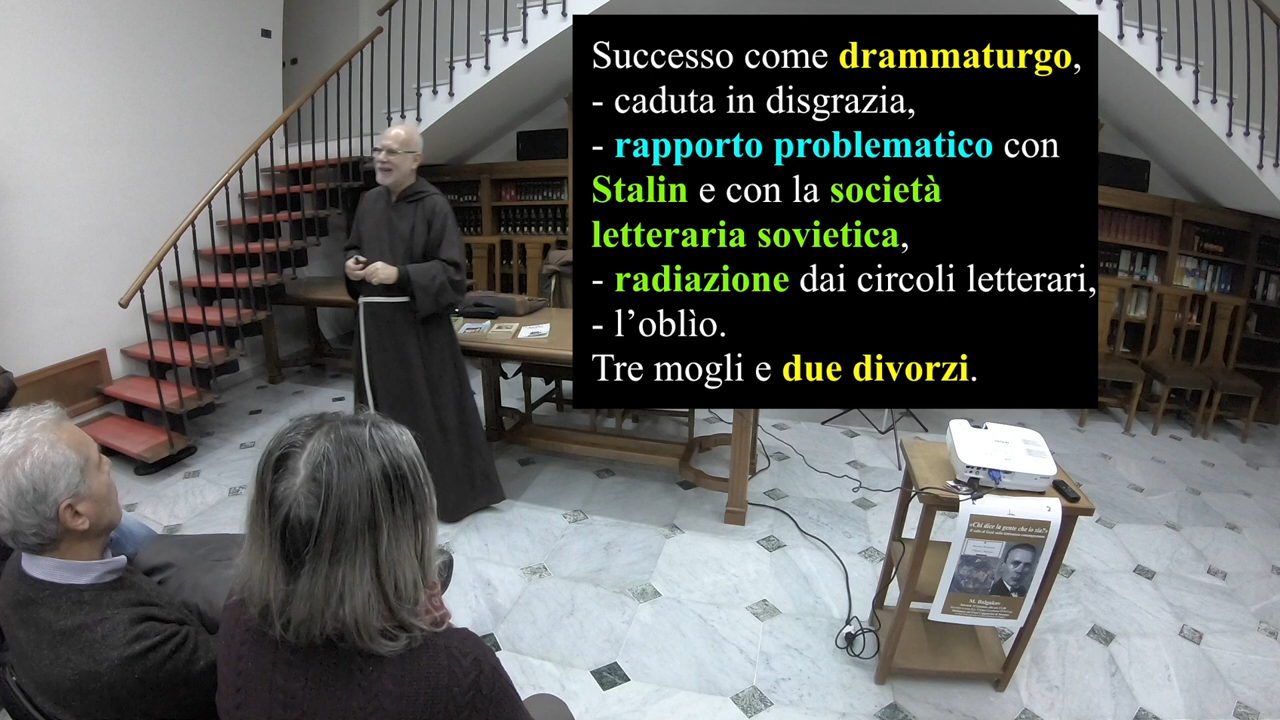 Successo come drammaturgo,
- caduta in disgrazia,
- rapporto problematico con
Stalin e con la società
letteraria sovietica,
- radiazione dai circoli letterari,
- l'oblìo.
Tre mogli e due divorzi.
«Chi dice la gente che io sia?»
M. Bulgakov